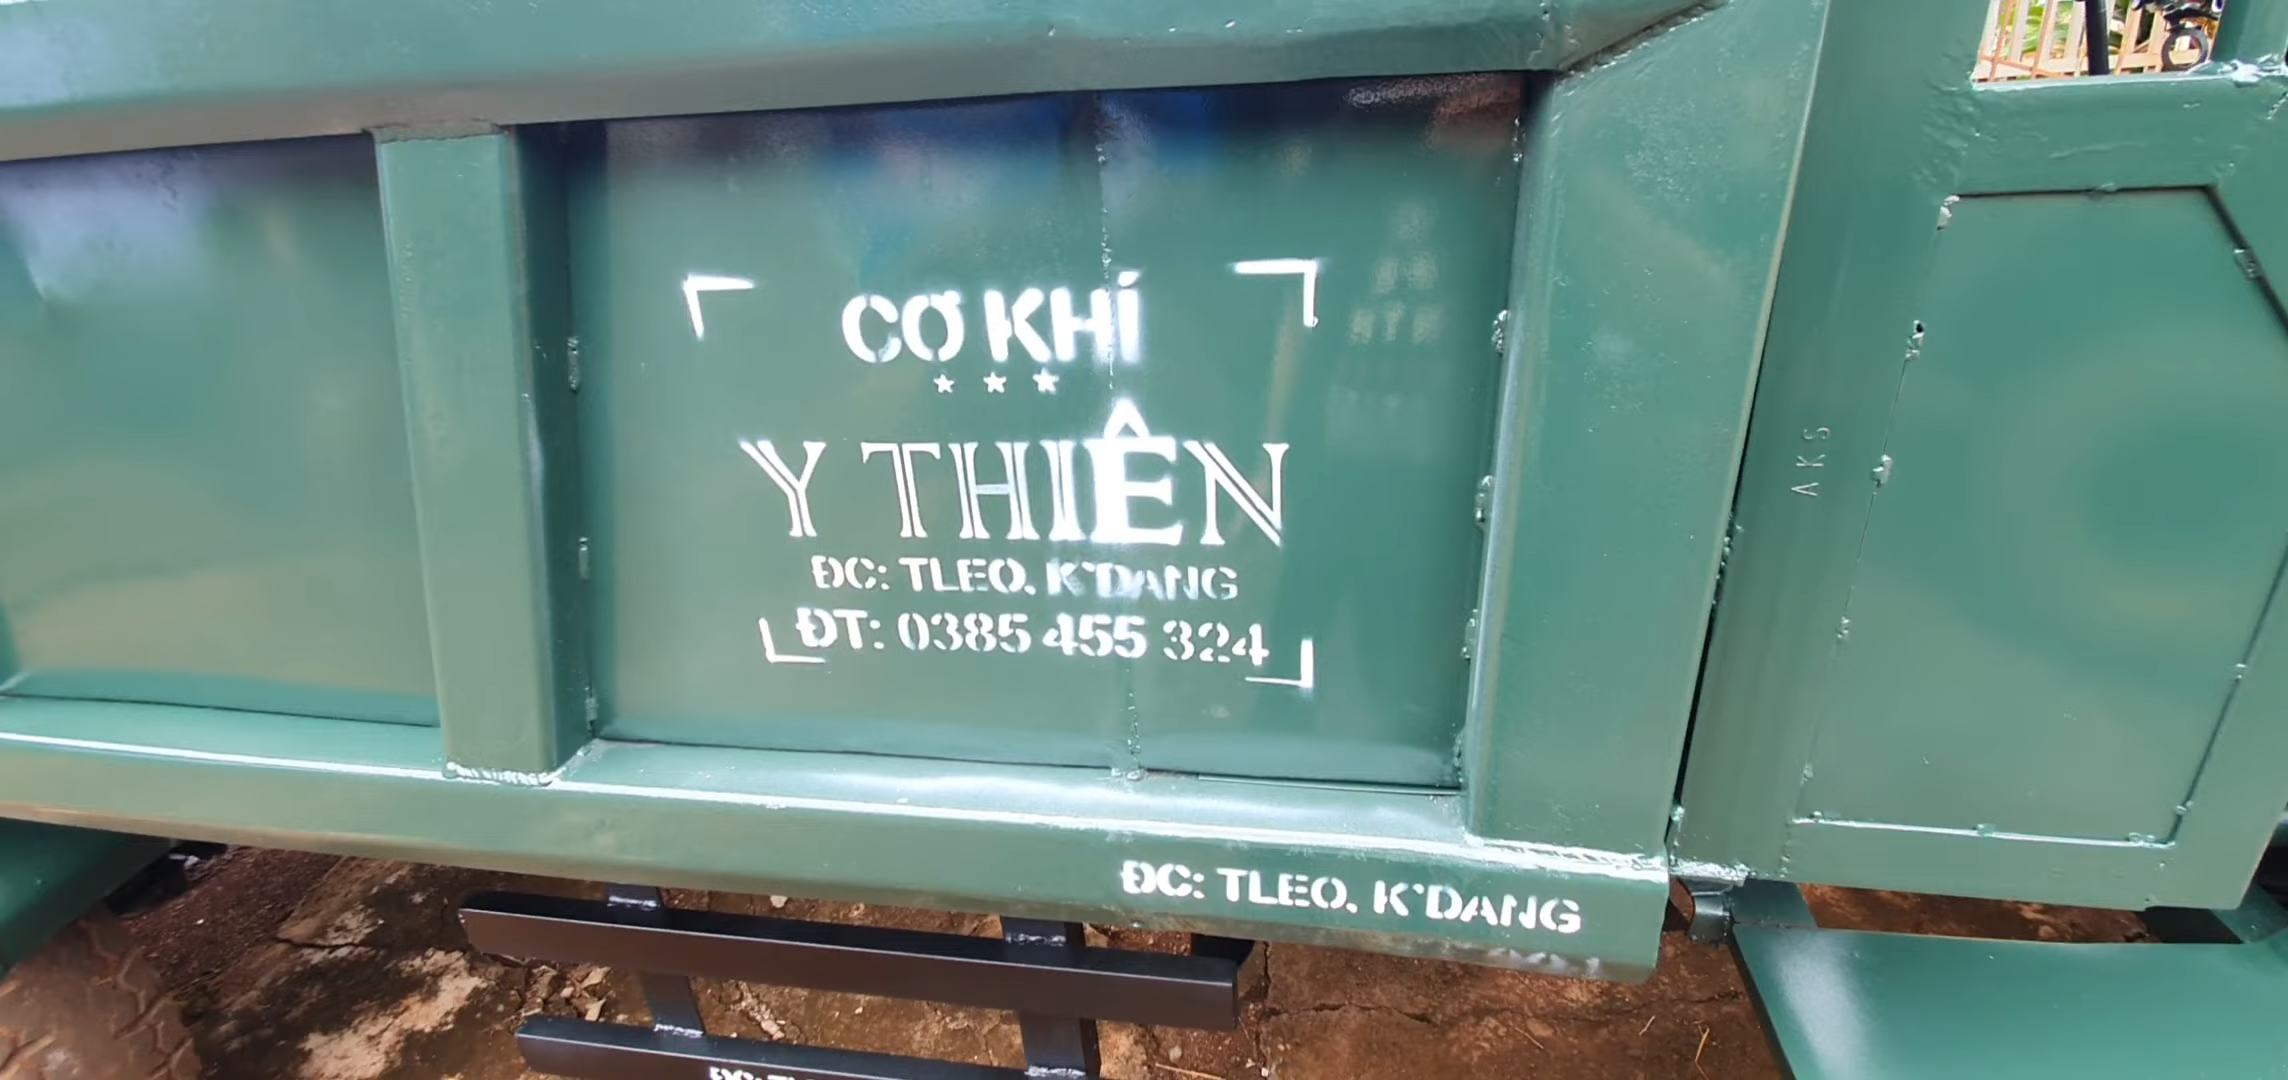 CƠ KHÍ
Y THIÊN
ĐC: TLEO. K'DANG
ĐT: 0385 455 324
AKS
ĐC: TLEO. K'DANG